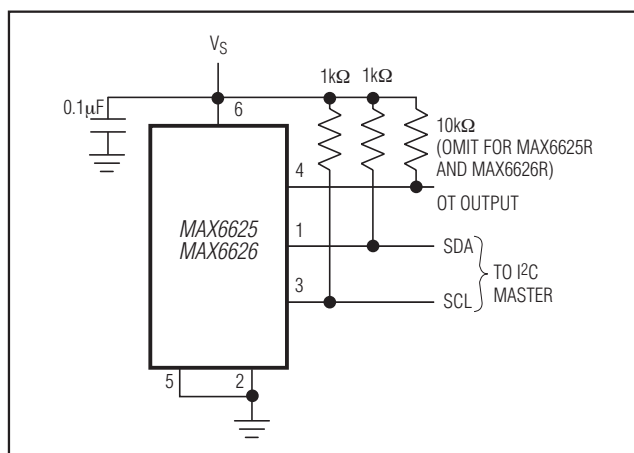 VS
1kΩ 1kΩ
0.1μF
6
10kΩ
(OMIT FOR MAX6625R
AND MAX6626R)
4
OT OUTPUT
MAX6625
MAX6626
1
SDA
TO I²C
MASTER
3
SCL
5
2